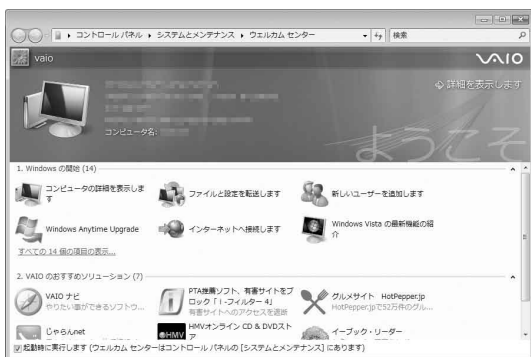 コントロール パネル ▸ システムとメンテナンス ▸ ウェルカム センター
検索
vaio
VAIO
詳細を表示します
コンピュータ名:
ようこそ
1. Windows の開始 (14)
コンピュータの詳細を表示しま
す
ファイルと設定を転送します
新しいユーザーを追加します
Windows Anytime Upgrade
インターネットへ接続します
Windows Vista の最新機能の紹
介
すべての 14 個の項目の表示...
2. VAIO のおすすめソリューション (7)
VAIO ナビ
やりたい事ができるソフトウ...
PTA推薦ソフト、有害サイトをブ
ロック「i -フィルター 4」
有害サイトへのアクセスを遮断
グルメサイト HotPepper.jp
HotPepper.jpで52万件のグル...
じゃらんnet
HMV
HMVオンライン CD & DVDスト
ア
イーブック・リーダー
起動時に実行します (ウェルカム センターはコントロール パネルの [システムとメンテナンス] にあります)